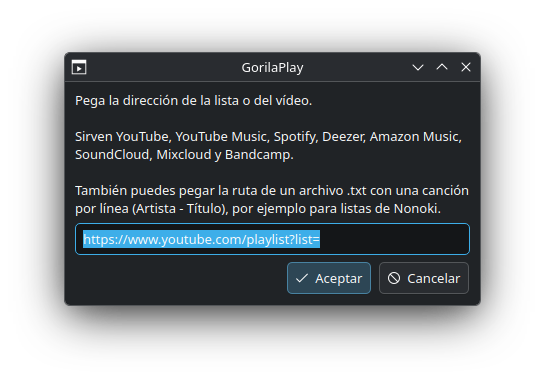 GorilaPlay
Pega la dirección de la lista o del vídeo.
Sirven YouTube, YouTube Music, Spotify, Deezer, Amazon Music,
SoundCloud, Mixcloud y Bandcamp.
También puedes pegar la ruta de un archivo .txt con una canción
por línea (Artista - Título), por ejemplo para listas de Nonoki.
https://www.youtube.com/playlist?list=
Aceptar
Cancelar